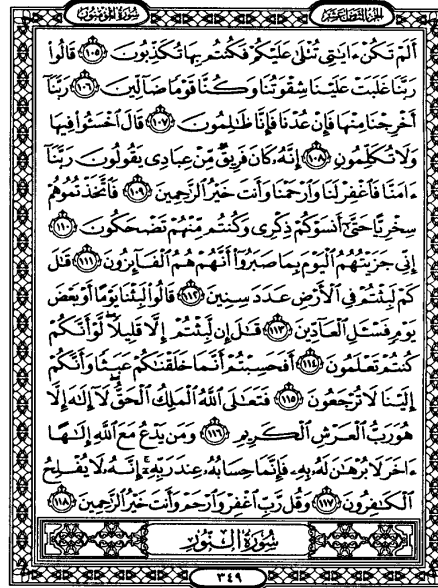 الجزء الثامن عشر
سورة المؤمنون
أَلَمْ تَكُنْ ءَايَٰتِى تُتْلَىٰ عَلَيْكُمْ فَكُنتُم بِهَا تُكَذِّبُونَ ١٠٥ قَالُوا۟
رَبَّنَا غَلَبَتْ عَلَيْنَا شِقْوَتُنَا وَكُنَّا قَوْمًا ضَآلِّينَ ١٠٦ رَبَّنَآ
أَخْرِجْنَا مِنْهَا فَإِنْ عُدْنَا فَإِنَّا ظَٰلِمُونَ ١٠٧ قَالَ ٱخْسَـُٔوا۟ فِيهَا
وَلَا تُكَلِّمُونِ ١٠٨ إِنَّهُۥ كَانَ فَرِيقٌ مِّنْ عِبَادِى يَقُولُونَ رَبَّنَآ
ءَامَنَّا فَٱغْفِرْ لَنَا وَٱرْحَمْنَا وَأَنتَ خَيْرُ ٱلرَّٰحِمِينَ ١٠٩ فَٱتَّخَذْتُمُوهُمْ
سِخْرِيًّا حَتَّىٰٓ أَنسَوْكُمْ ذِكْرِى وَكُنتُم مِّنْهُمْ تَضْحَكُونَ ١١٠
إِنِّى جَزَيْتُهُمُ ٱلْيَوْمَ بِمَا صَبَرُوٓا۟ أَنَّهُمْ هُمُ ٱلْفَآئِزُونَ ١١١ قَٰلَ
كَمْ لَبِثْتُمْ فِى ٱلْأَرْضِ عَدَدَ سِنِينَ ١١٢ قَالُوا۟ لَبِثْنَا يَوْمًا أَوْ بَعْضَ
يَوْمٍ فَسْـَٔلِ ٱلْعَآدِّينَ ١١٣ قَٰلَ إِن لَّبِثْتُمْ إِلَّا قَلِيلًا لَّوْ أَنَّكُمْ
كُنتُمْ تَعْلَمُونَ ١١٤ أَفَحَسِبْتُمْ أَنَّمَا خَلَقْنَٰكُمْ عَبَثًا وَأَنَّكُمْ
إِلَيْنَا لَا تُرْجَعُونَ ١١٥ فَتَعَٰلَى ٱللَّهُ ٱلْمَلِكُ ٱلْحَقُّ لَآ إِلَٰهَ إِلَّا
هُوَ رَبُّ ٱلْعَرْشِ ٱلْكَرِيمِ ١١٦ وَمَن يَدْعُ مَعَ ٱللَّهِ إِلَٰهًا
ءَاخَرَ لَا بُرْهَٰنَ لَهُۥ بِهِۦ فَإِنَّمَا حِسَابُهُۥ عِندَ رَبِّهِۦٓ إِنَّهُۥ لَا يُفْلِحُ
ٱلْكَٰفِرُونَ ١١٧ وَقُل رَّبِّ ٱغْفِرْ وَٱرْحَمْ وَأَنتَ خَيْرُ ٱلرَّٰحِمِينَ ١١٨
سُورَةُ النُّورِ
٣٤٩